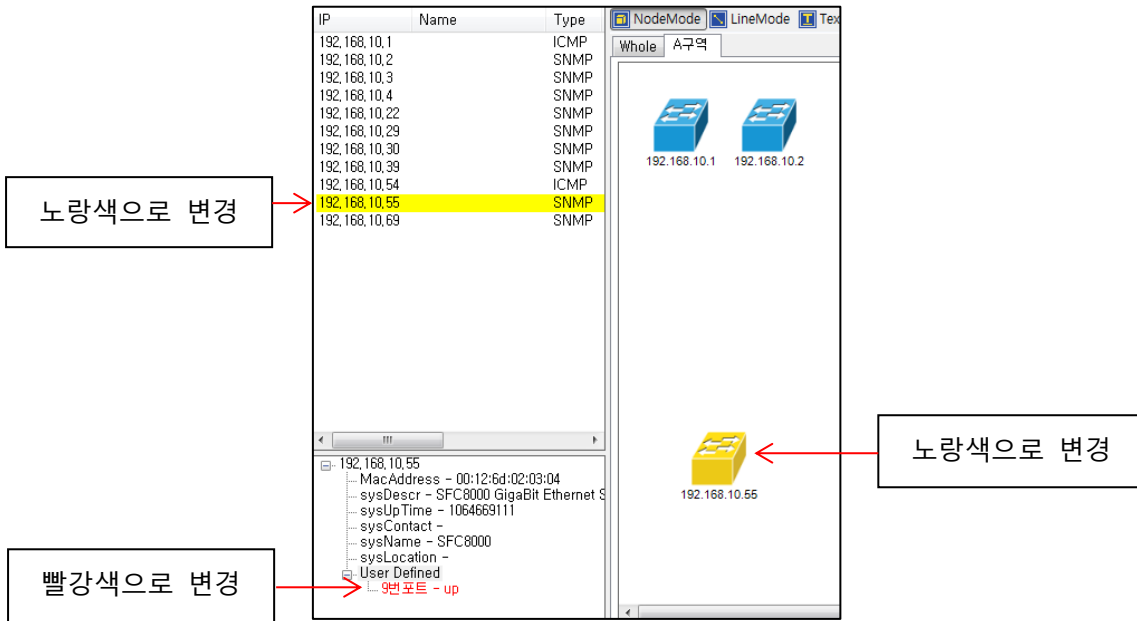 IP Name Type
192,168,10,1 ICMP
192,168,10,2 SNMP
192,168,10,3 SNMP
192,168,10,4 SNMP
192,168,10,22 SNMP
192,168,10,29 SNMP
192,168,10,30 SNMP
192,168,10,39 SNMP
192,168,10,54 ICMP
192,168,10,55 SNMP
192,168,10,69 SNMP
노랑색으로 변경
NodeMode LineMode Tex
Whole A구역
192.168.10.1 192.168.10.2
192.168.10.55
노랑색으로 변경
192,168,10,55
MacAddress - 00:12:6d:02:03:04
sysDescr - SFC8000 GigaBit Ethernet S
sysUpTime - 1064669111
sysContact -
sysName - SFC8000
sysLocation -
User Defined
9번포트 - up
빨강색으로 변경